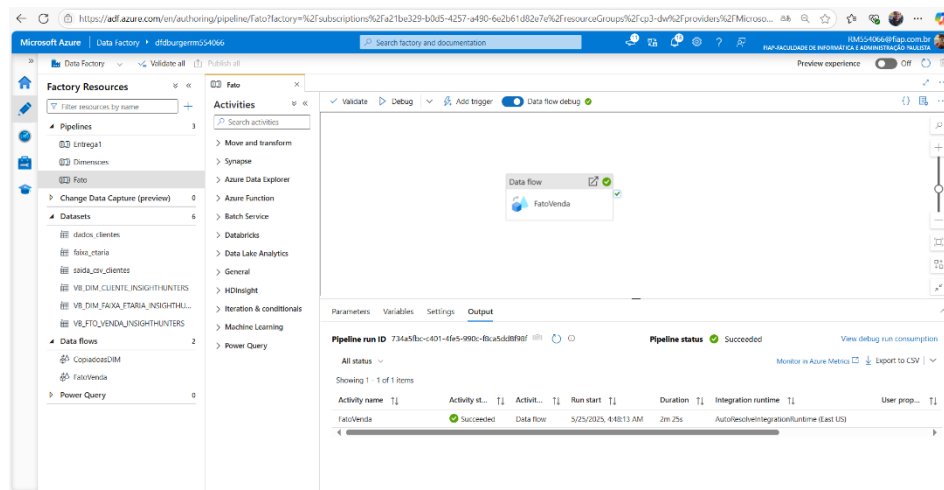 https://adf.azure.com/en/authoring/pipeline/Fato?factory=%2Fsubscriptions%2Fa21be329-b0d5-4257-a490-6e2b61d82e7e%2FresourceGroups%2Fcp3-dw%2Fproviders%2FMicroso...
Microsoft Azure | Data Factory › dfdburgerrm554066
Search factory and documentation
RM554066@fiap.com.br
FIAP-FACULDADE DE INFORMÁTICA E ADMINISTRAÇÃO PAULISTA
Data Factory
Validate all
Publish all
Preview experience
Off
Factory Resources
Filter resources by name
Pipelines 3
Entrega1
Dimensoes
Fato
Change Data Capture (preview) 0
Datasets 6
dados_clientes
faixa_etaria
saida_csv_clientes
VB_DIM_CLIENTE_INSIGHTHUNTERS
VB_DIM_FAIXA_ETARIA_INSIGHTHU...
VB_FTO_VENDA_INSIGHTHUNTERS
Data flows 2
CopiadoasDIM
FatoVenda
Power Query 0
Fato
Activities
Search activities
Move and transform
Synapse
Azure Data Explorer
Azure Function
Batch Service
Databricks
Data Lake Analytics
General
HDInsight
Iteration & conditionals
Machine Learning
Power Query
Validate
Debug
Add trigger
Data flow debug
Data flow
FatoVenda
Parameters Variables Settings Output
Pipeline run ID 734a5fbc-c401-4fe5-990c-f8ca5dd8f98f
Pipeline status Succeeded
View debug run consumption
All status
Monitor in Azure Metrics
Export to CSV
Showing 1 - 1 of 1 items
Activity name Activity st... Activit... Run start Duration Integration runtime User prop...
FatoVenda Succeeded Data flow 5/25/2025, 4:48:13 AM 2m 25s AutoResolveIntegrationRuntime (East US)